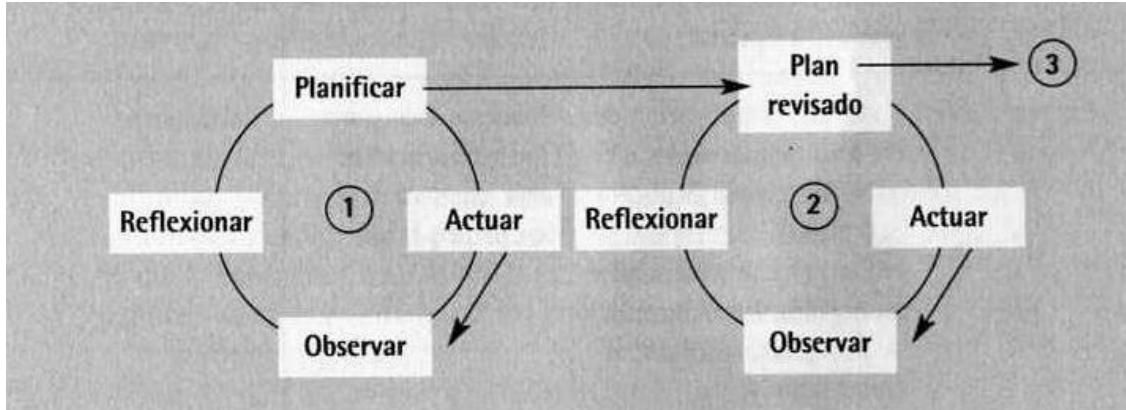 Planificar
Reflexionar
1
Actuar
Observar
Plan
revisado
3
Reflexionar
2
Actuar
Observar